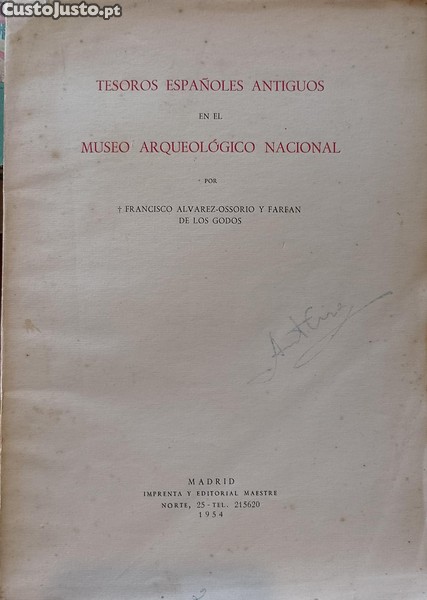 CustoJusto.pt
TESOROS ESPAÑOLES ANTIGUOS
EN EL
MUSEO ARQUEOLÓGICO NACIONAL
POR
† FRANCISCO ALVAREZ-OSSORIO Y FARFAN
DE LOS GODOS
MADRID
IMPRENTA Y EDITORIAL MAESTRE
NORTE, 25 - TEL. 215620
1954